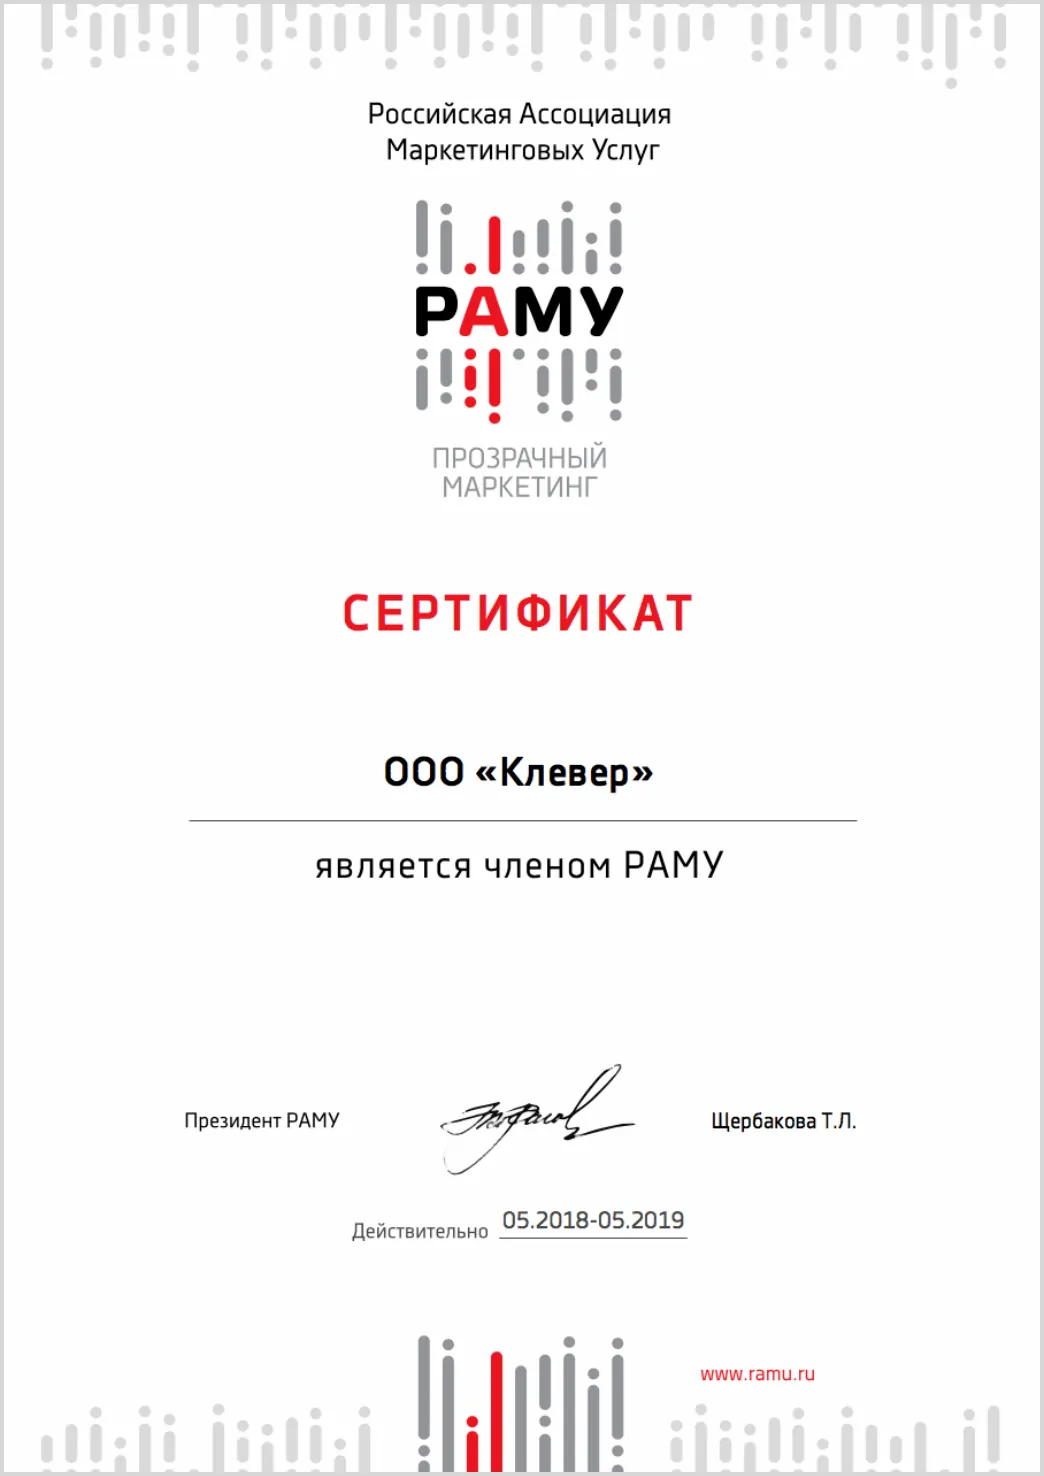 Российская Ассоциация
Маркетинговых Услуг
РАМУ
ПРОЗРАЧНЫЙ
МАРКЕТИНГ
СЕРТИФИКАТ
ООО «Клевер»
является членом РАМУ
Президент РАМУ
Щербакова Т.Л.
Действительно 05.2018-05.2019
www.ramu.ru